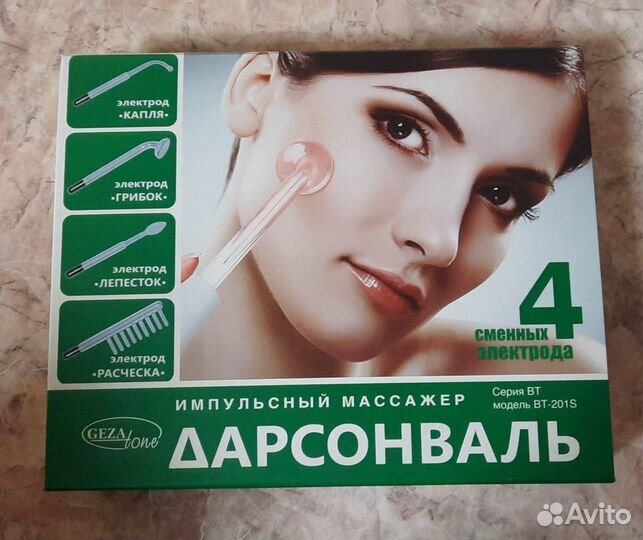 электрод
«КАПЛЯ»
электрод
«ГРИБОК»
электрод
«ЛЕПЕСТОК»
электрод
«РАСЧЕСКА»
4
сменных
электрода
ИМПУЛЬСНЫЙ МАССАЖЕР
Серия BT
модель BT-201S
GEZAtone
ДАРСОНВАЛЬ
Avito